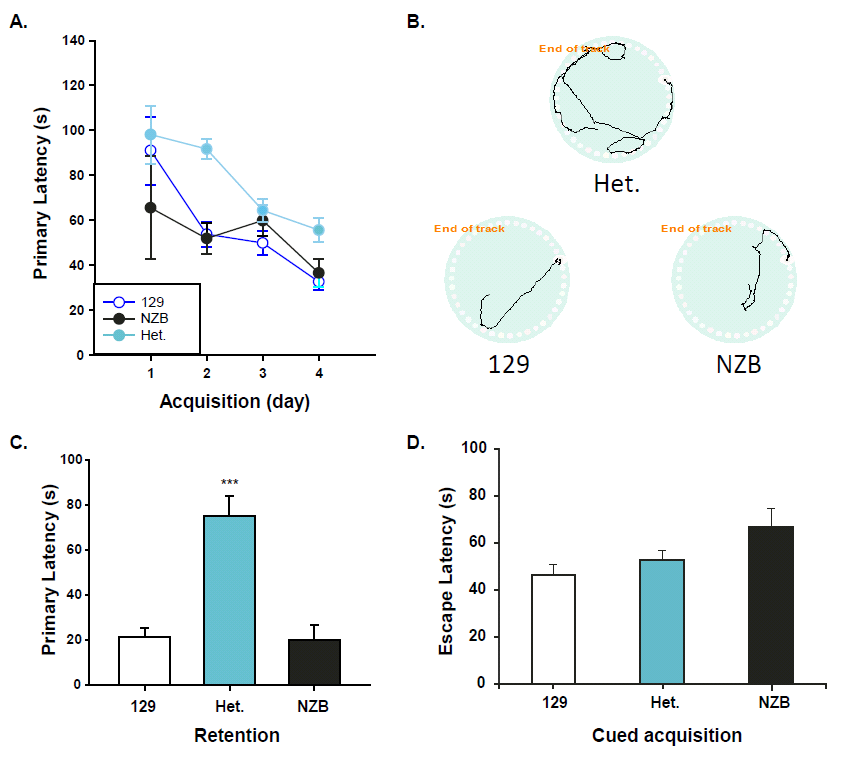 A.
140
120
100
80
60
40
20
0
Primary Latency (s)
129
NZB
Het.
1 2 3 4
Acquisition (day)
B.
End of track
Het.
End of track
129
End of track
NZB
C.
100
80
60
40
20
0
Primary Latency (s)
***
129 Het. NZB
Retention
D.
100
80
60
40
20
0
Escape Latency (s)
129 Het. NZB
Cued acquisition